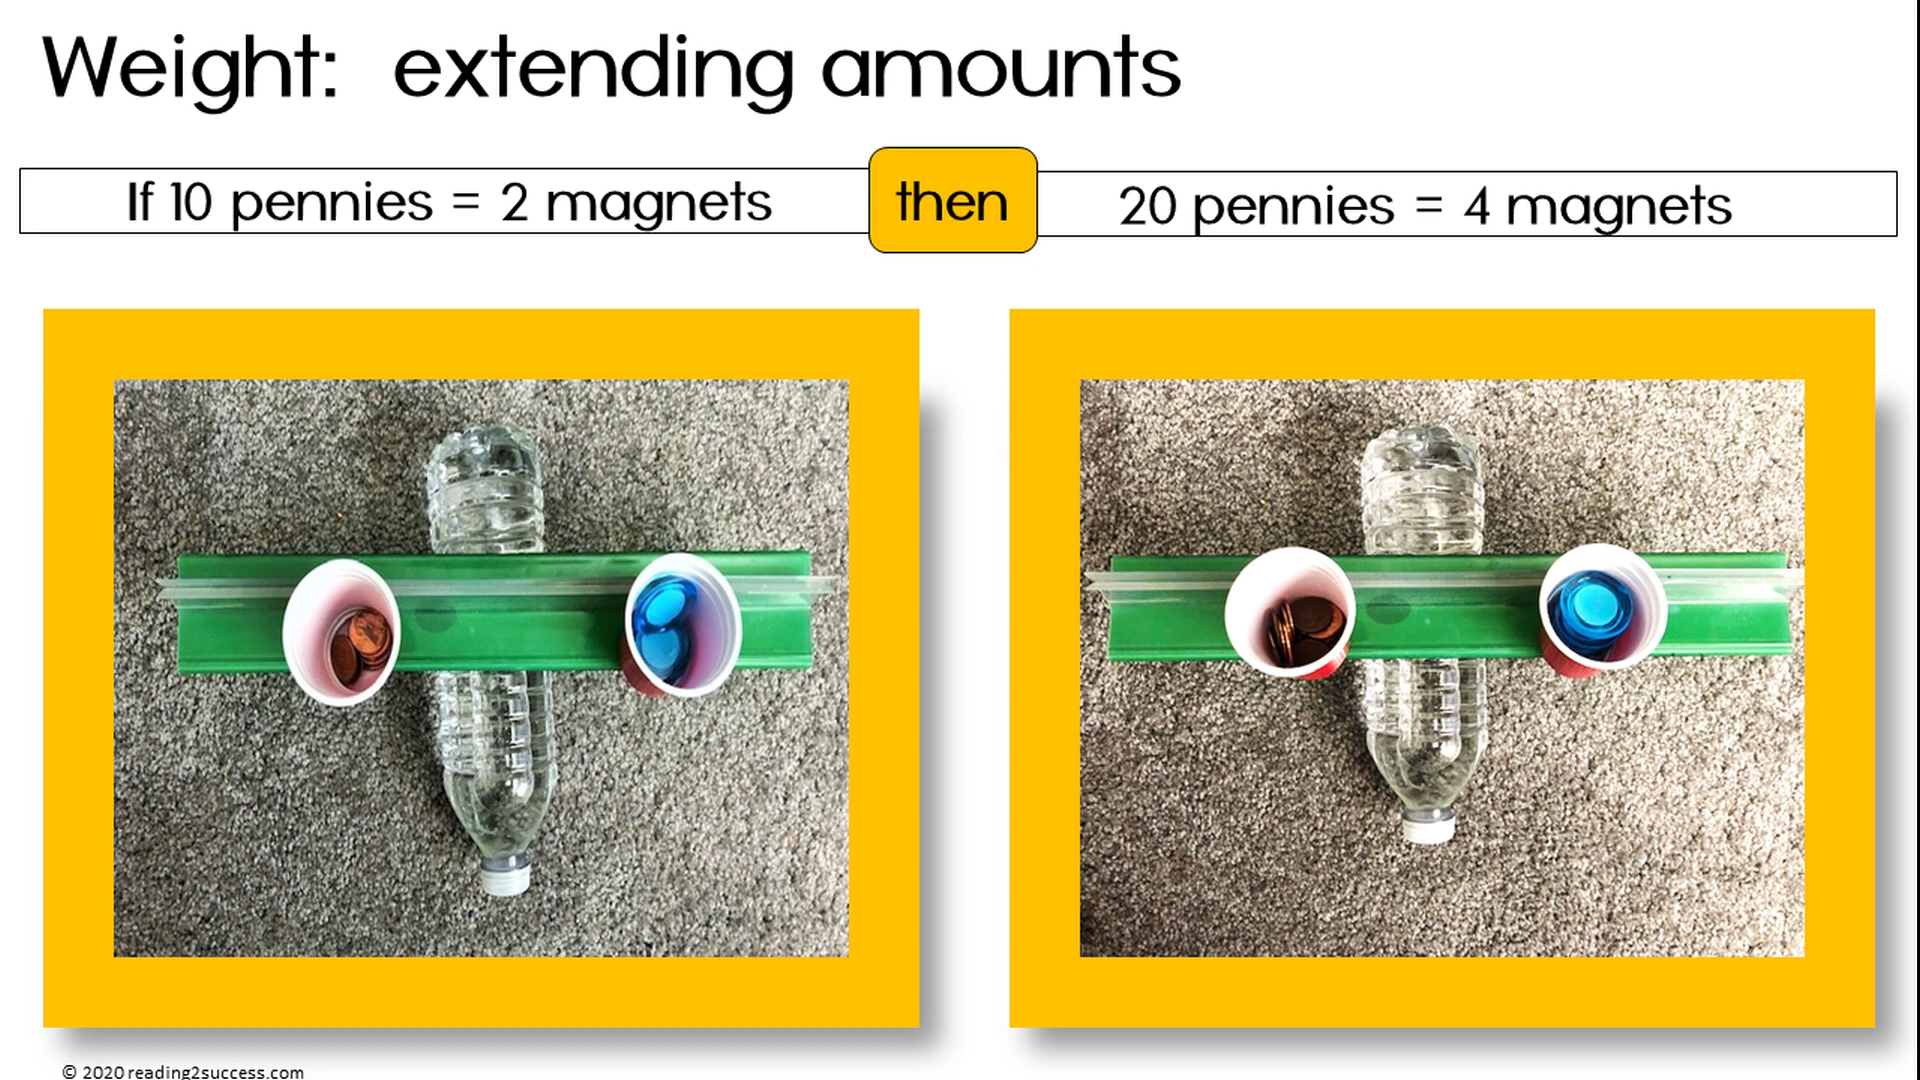 Weight: extending amounts
If 10 pennies = 2 magnets
then
20 pennies = 4 magnets
© 2020 reading2success.com